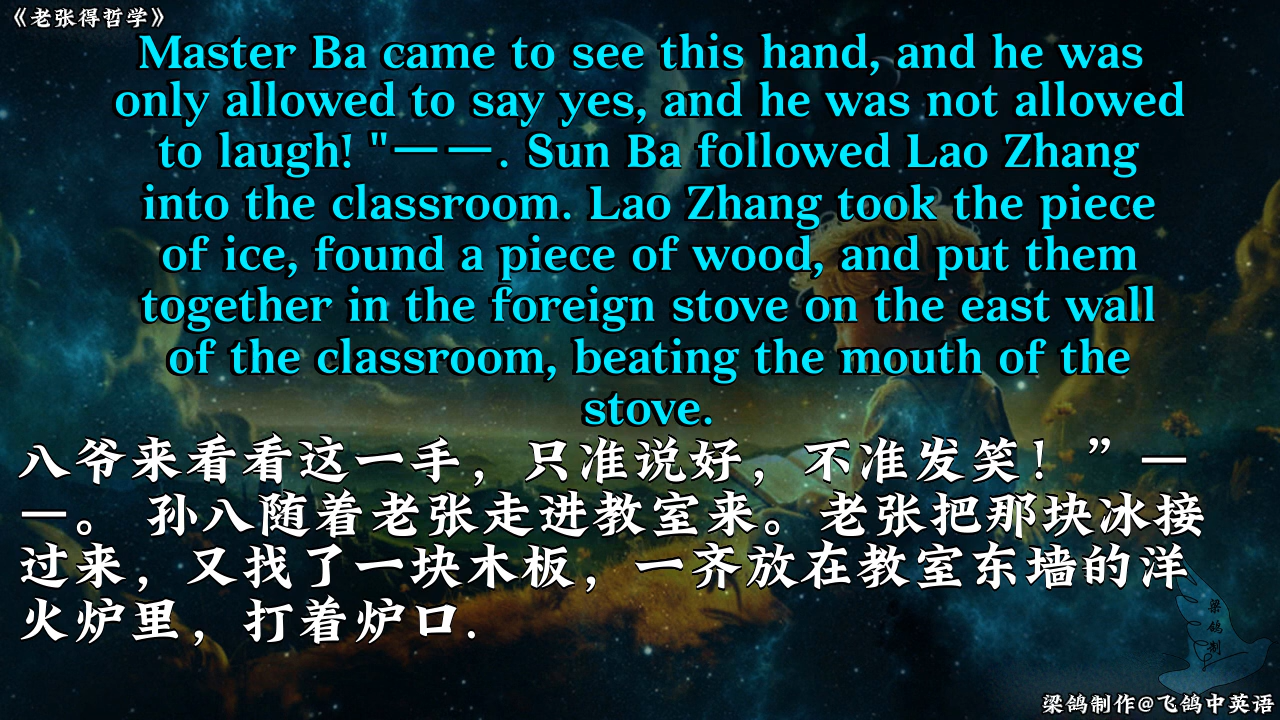 《老张得哲学》
Master Ba came to see this hand, and he was
only allowed to say yes, and he was not allowed
to laugh! "一一. Sun Ba followed Lao Zhang
into the classroom. Lao Zhang took the piece
of ice, found a piece of wood, and put them
together in the foreign stove on the east wall
of the classroom, beating the mouth of the
stove.
八爷来看看这一手，只准说好，不准发笑！”一
一。 孙八随着老张走进教室来。老张把那块冰接
过来，又找了一块木板，一齐放在教室东墙的洋
火炉里，打着炉口.
梁鸽制
梁鸽制作@飞鸽中英语